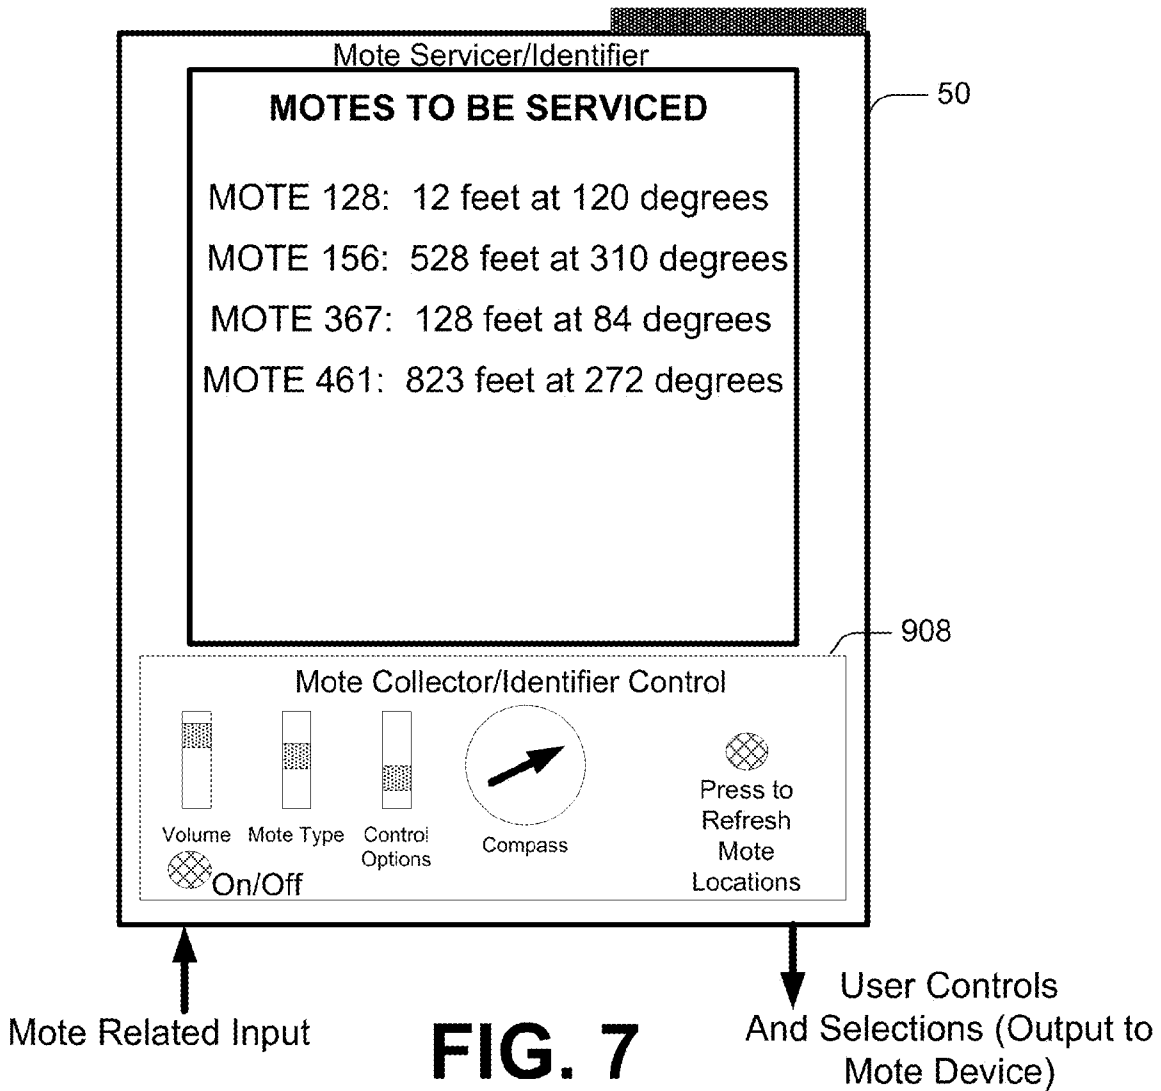 Mote Servicer/Identifier
MOTES TO BE SERVICED
50
MOTE 128: 12 feet at 120 degrees
MOTE 156: 528 feet at 310 degrees
MOTE 367: 128 feet at 84 degrees
MOTE 461: 823 feet at 272 degrees
908
Mote Collector/Identifier Control
Volume
Mote Type
Control
Options
Compass
Press to
Refresh
Mote
Locations
On/Off
Mote Related Input
FIG. 7
User Controls
And Selections (Output to
Mote Device)